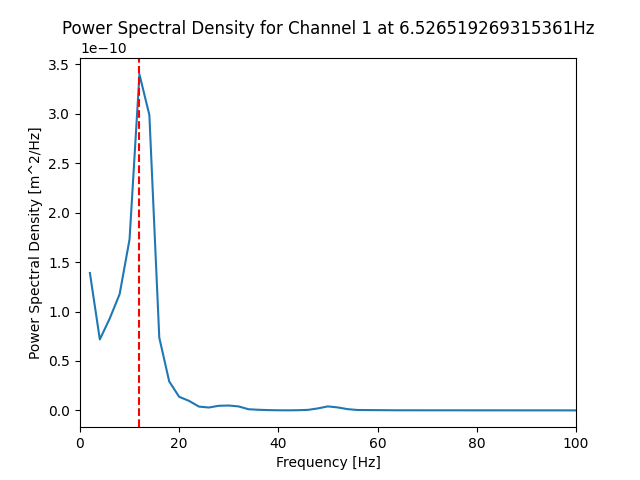 Power Spectral Density for Channel 1 at 6.526519269315361Hz
1e−10
3.5
3.0
2.5
2.0
1.5
1.0
0.5
0.0
Power Spectral Density [m^2/Hz]
0 20 40 60 80 100
Frequency [Hz]